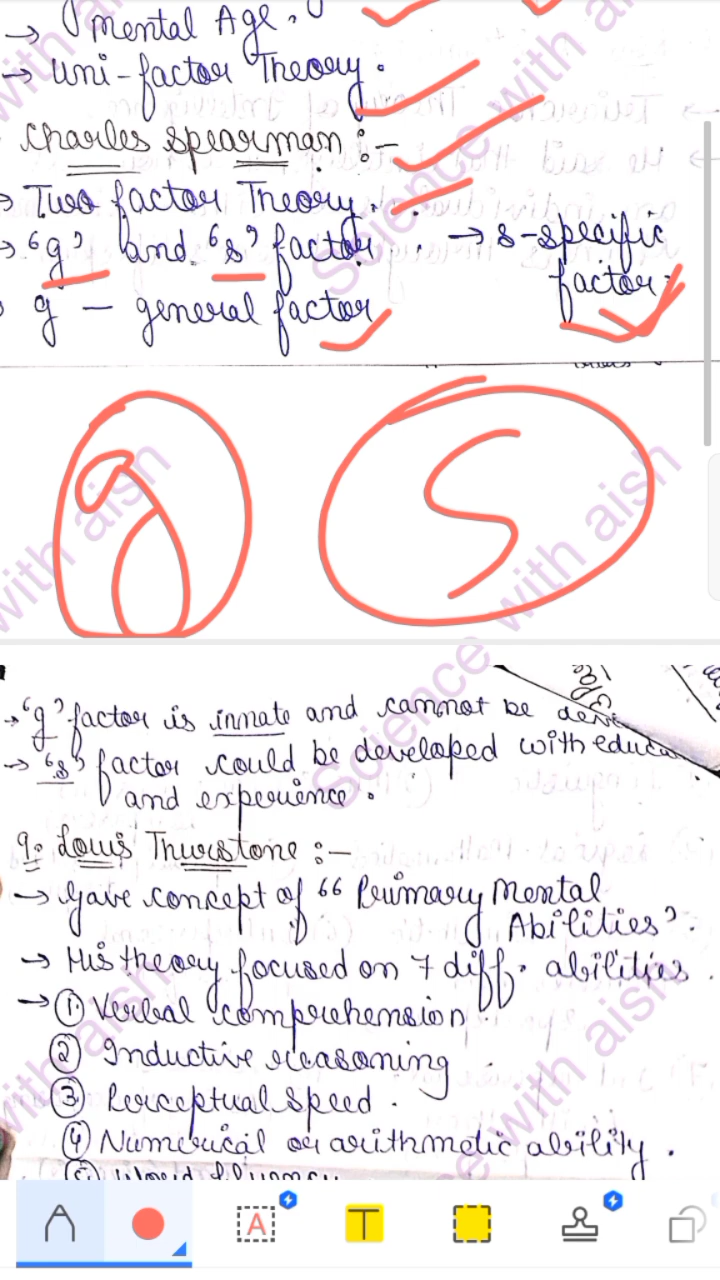 → Mental Age.
→ Uni-factor Theory.
Charles Spearman :-
→ Two factor Theory.
→ 'g' and 's' factor → s-specific
factor.
g - general factor
g
S
→ 'g' factor is innate and cannot be
→ 's' factor could be developed with
and experience.
9. Louis Thurstone :-
→ Gave concept of "Primary Mental
Abilities".
→ His theory focused on 7 diff. abilities.
→ ① Verbal comprehension
② Inductive reasoning
③ Perceptual speed.
④ Numerical or arithmetic ability.
Science with aish
A
T